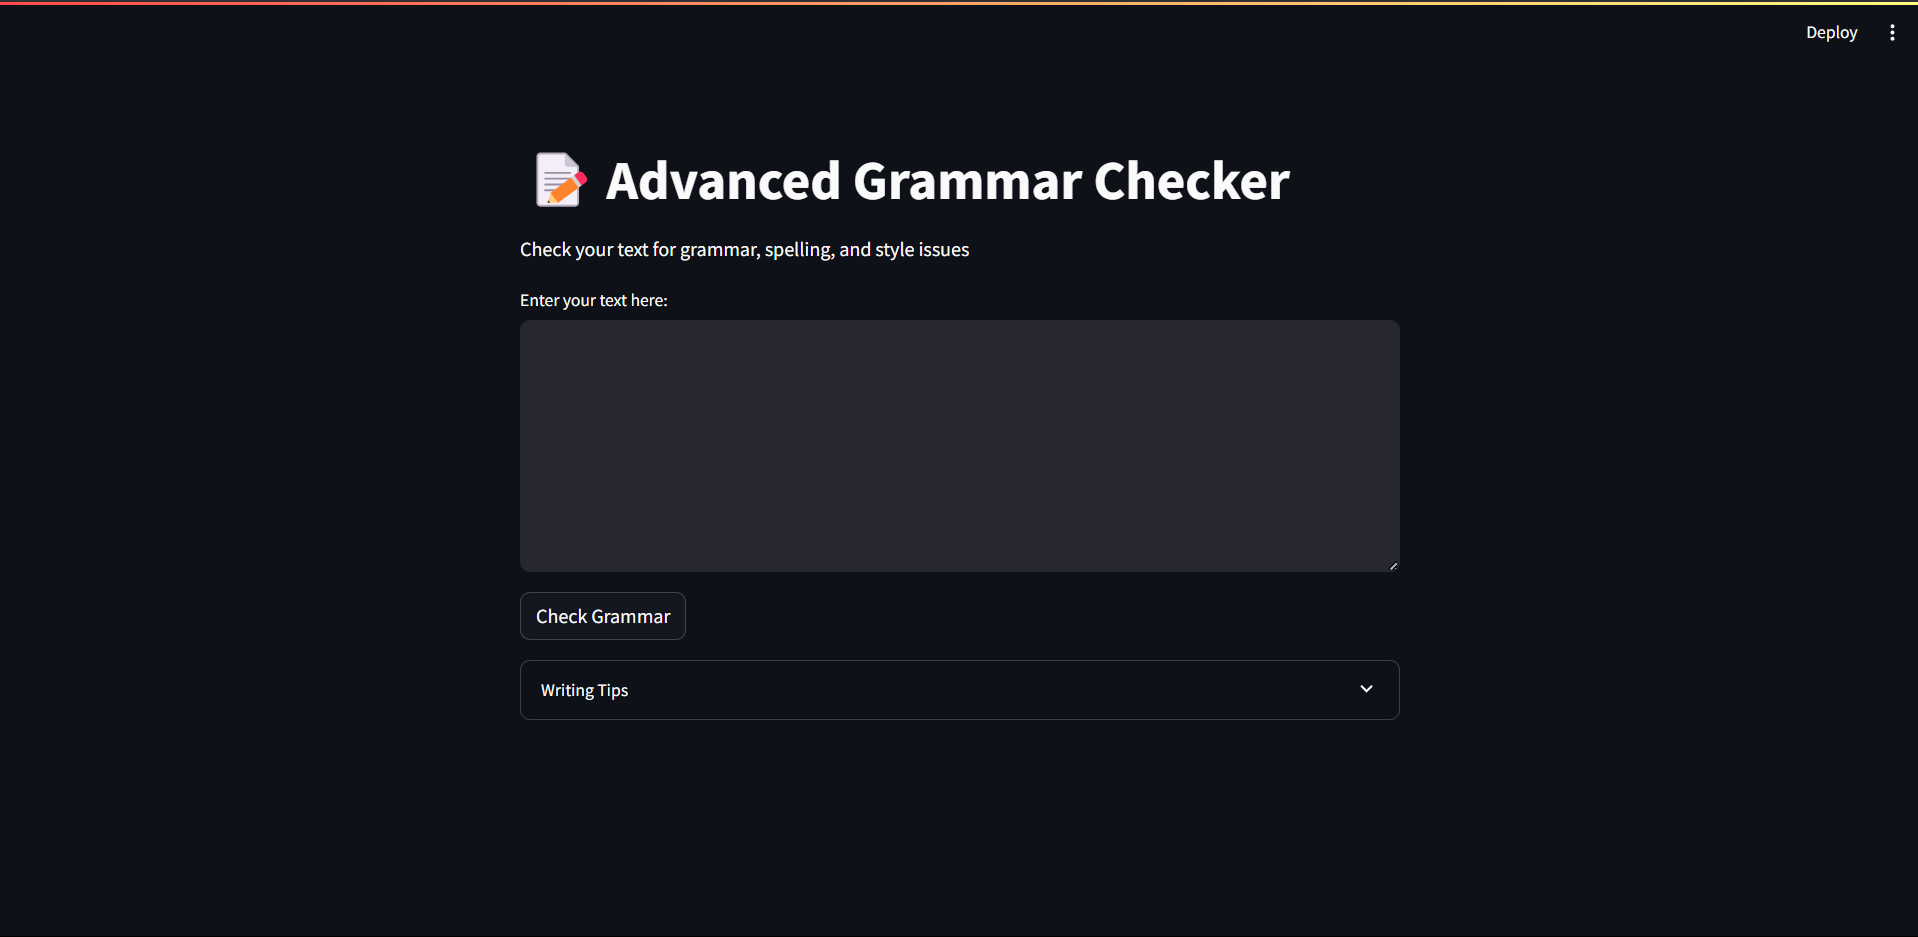 Deploy
Advanced Grammar Checker
Check your text for grammar, spelling, and style issues
Enter your text here:
Check Grammar
Writing Tips